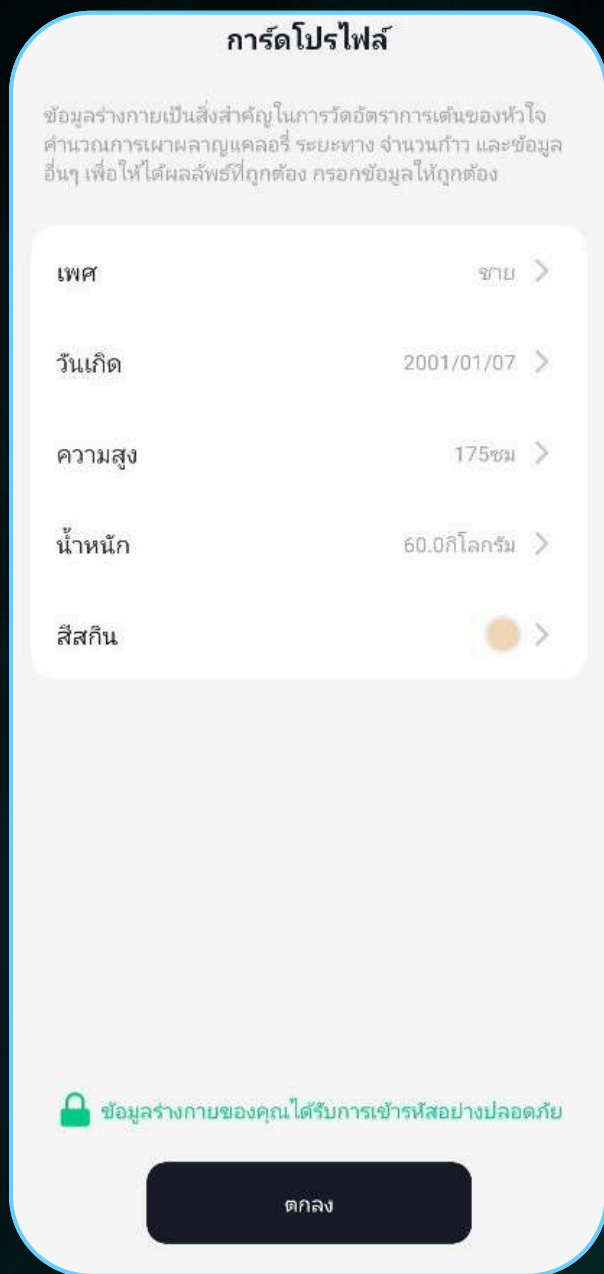 การ์ดโปรไฟล์
ข้อมูลร่างกายเป็นสิ่งสำคัญในการวัดอัตราการเต้นของหัวใจ
คำนวณการเผาผลาญแคลอรี่ ระยะทาง จำนวนก้าว และข้อมูล
อื่นๆ เพื่อให้ได้ผลลัพธ์ที่ถูกต้อง กรอกข้อมูลให้ถูกต้อง
เพศ ชาย
วันเกิด 2001/01/07
ความสูง 175ซม
น้ำหนัก 60.0กิโลกรัม
สีสกิน
ข้อมูลร่างกายของคุณได้รับการเข้ารหัสอย่างปลอดภัย
ตกลง